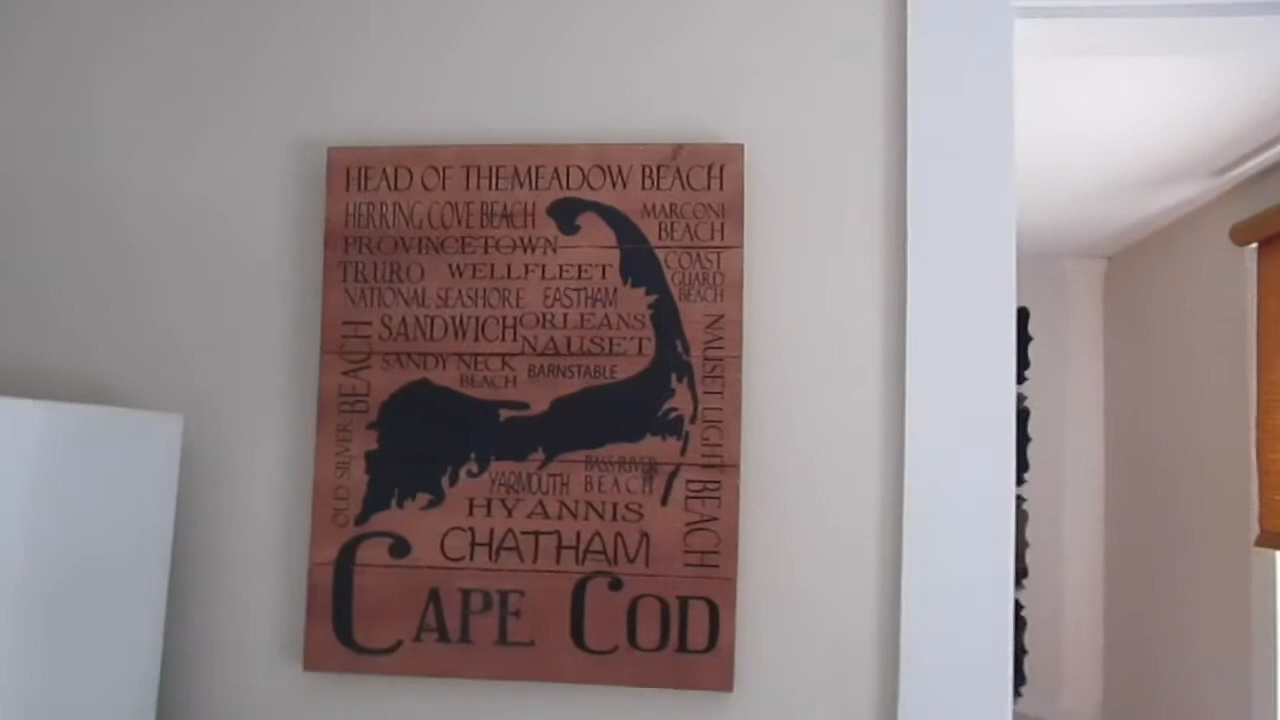 HEAD OF THE MEADOW BEACH
HERRING COVE BEACH
MARCONI
BEACH
PROVINCETOWN
TRURO WELLFLEET
COAST
GUARD
BEACH
NATIONAL SEASHORE EASTHAM
SANDWICH ORLEANS
NAUSET
SANDY NECK
BEACH
BARNSTABLE
OLD SILVER BEACH
NAUSET LIGHT BEACH
BASS RIVER
BEACH
YARMOUTH
HYANNIS
CHATHAM
CAPE COD